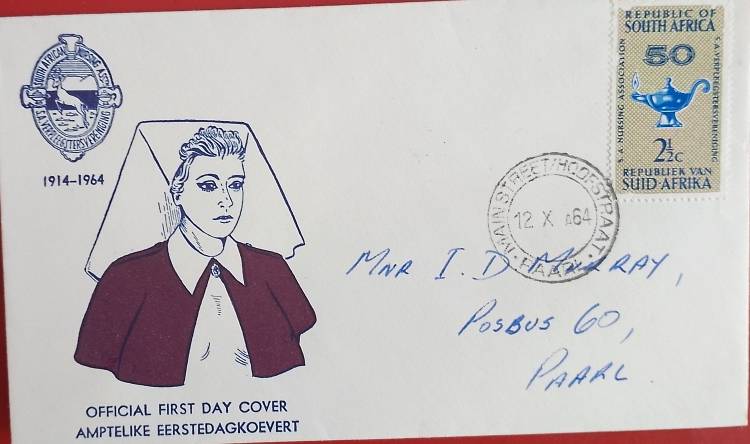 SOUTH AFRICAN NURSING ASSN.
S.A. VERPLEEGSTERSVERENIGING
1914–1964
REPUBLIC OF
SOUTH AFRICA
50
S.A. NURSING ASSOCIATION
S.A. VERPLEEGSTERSVERENIGING
2½c
REPUBLIEK VAN
SUID-AFRIKA
MAIN STREET/HOOFSTRAAT
12 X 64
PAARL
MNR I. D MURRAY,
POSBUS 60,
PAARL
OFFICIAL FIRST DAY COVER
AMPTELIKE EERSTEDAGKOEVERT